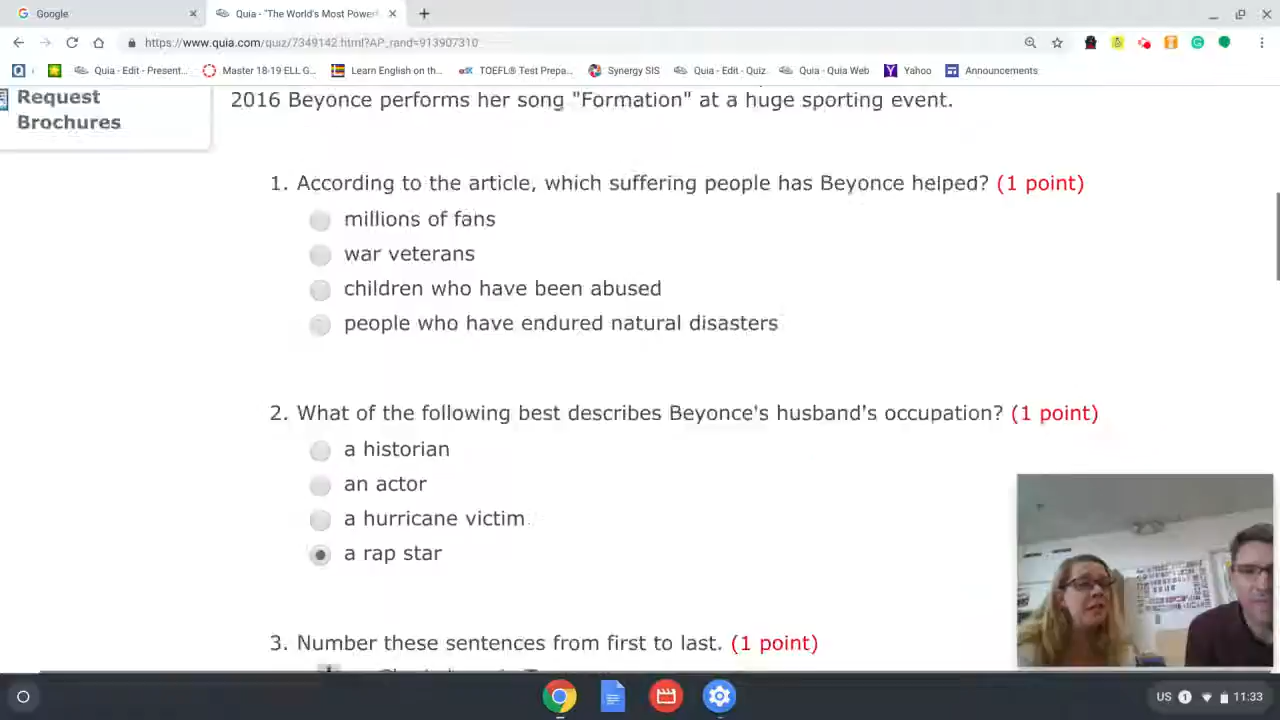 Google
Quia - "The World's Most Powerf
https://www.quia.com/quiz/7349142.html?AP_rand=913907310
Quia - Edit - Present...
Master 18-19 ELL G...
Learn English on th...
TOEFL® Test Prepa...
Synergy SIS
Quia - Edit - Quiz
Quia - Quia Web
Yahoo
Announcements
Request
Brochures
2016 Beyonce performs her song "Formation" at a huge sporting event.
1. According to the article, which suffering people has Beyonce helped? (1 point)
millions of fans
war veterans
children who have been abused
people who have endured natural disasters
2. What of the following best describes Beyonce's husband's occupation? (1 point)
a historian
an actor
a hurricane victim
a rap star
3. Number these sentences from first to last. (1 point)
US 1 11:33